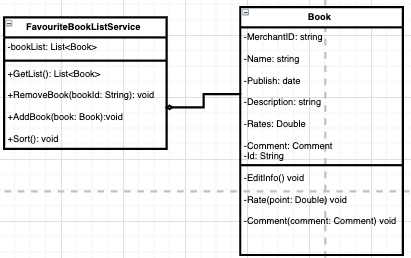 FavouriteBookListService
-bookList: List<Book>
+GetList(): List<Book>
+RemoveBook(bookId: String): void
+AddBook(book: Book):void
+Sort(): void
Book
-MerchantID: string
-Name: string
-Publish: date
-Description: string
-Rates: Double
-Comment: Comment
-Id: String
-EditInfo() void
-Rate(point: Double) void
-Comment(comment: Comment) void